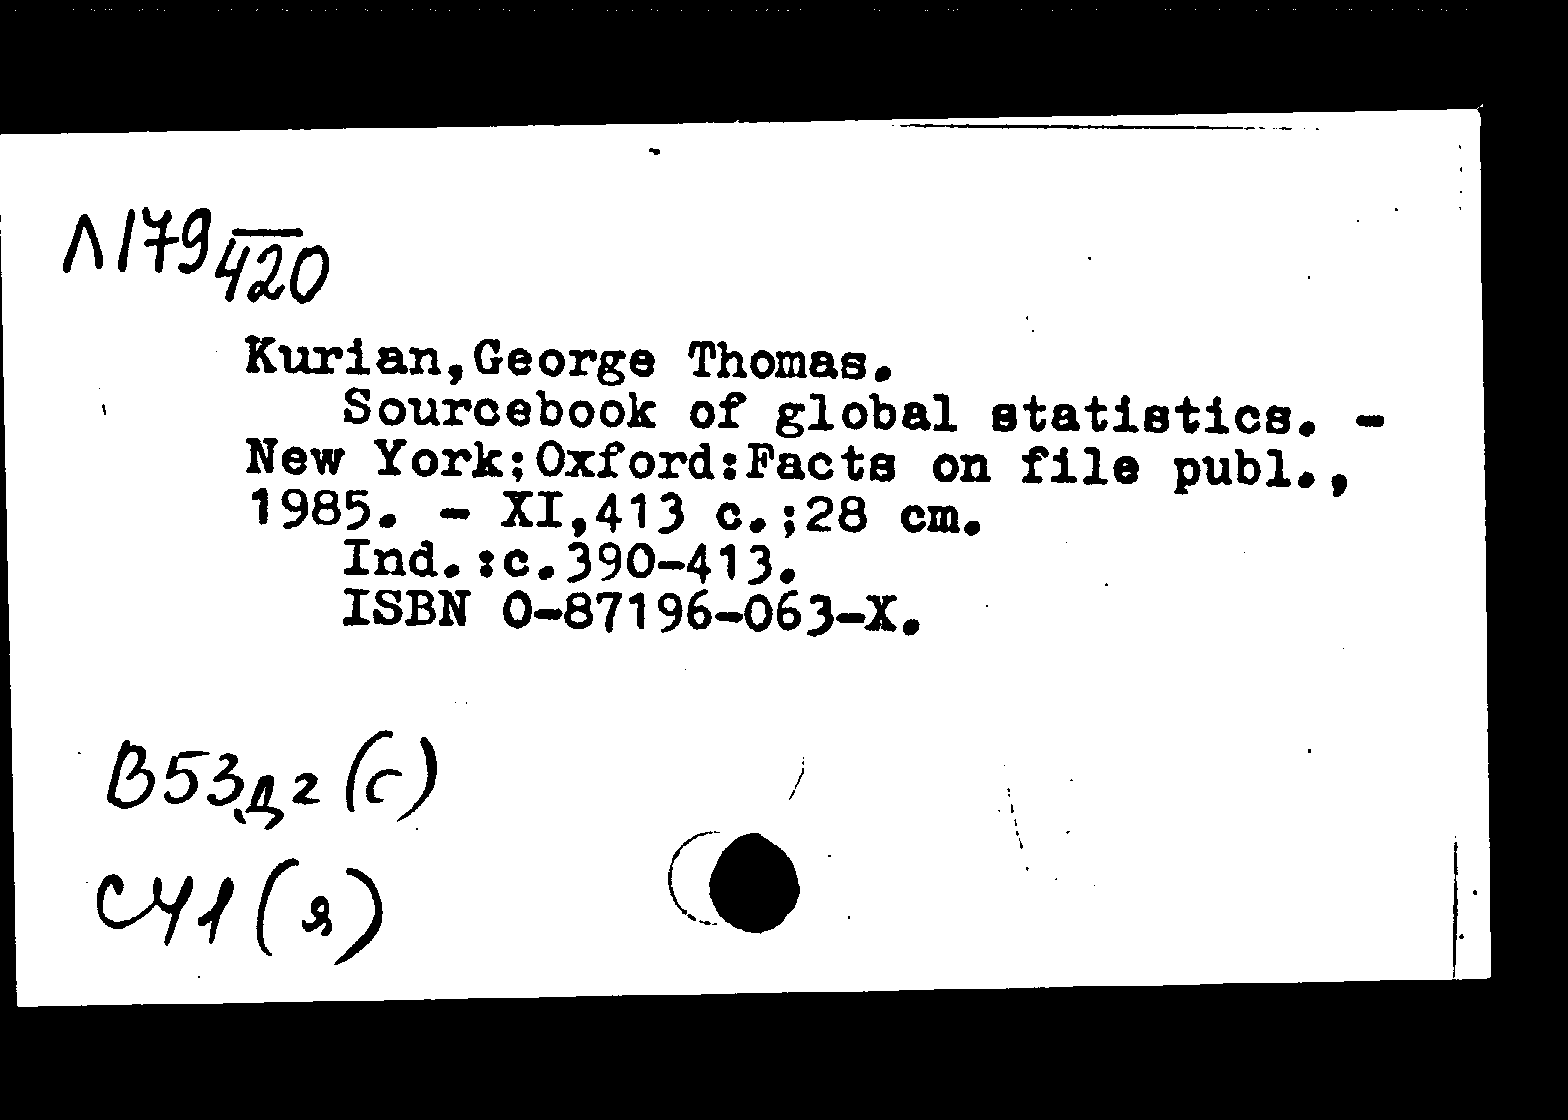 Л179
420
Kurian,George Thomas.
Sourcebook of global statistics. -
New York;Oxford:Facts on file publ.,
1985. - XI,413 c.;28 cm.
Ind.:c.390-413.
ISBN 0-87196-063-X.
В53д2(с)
С41(я)